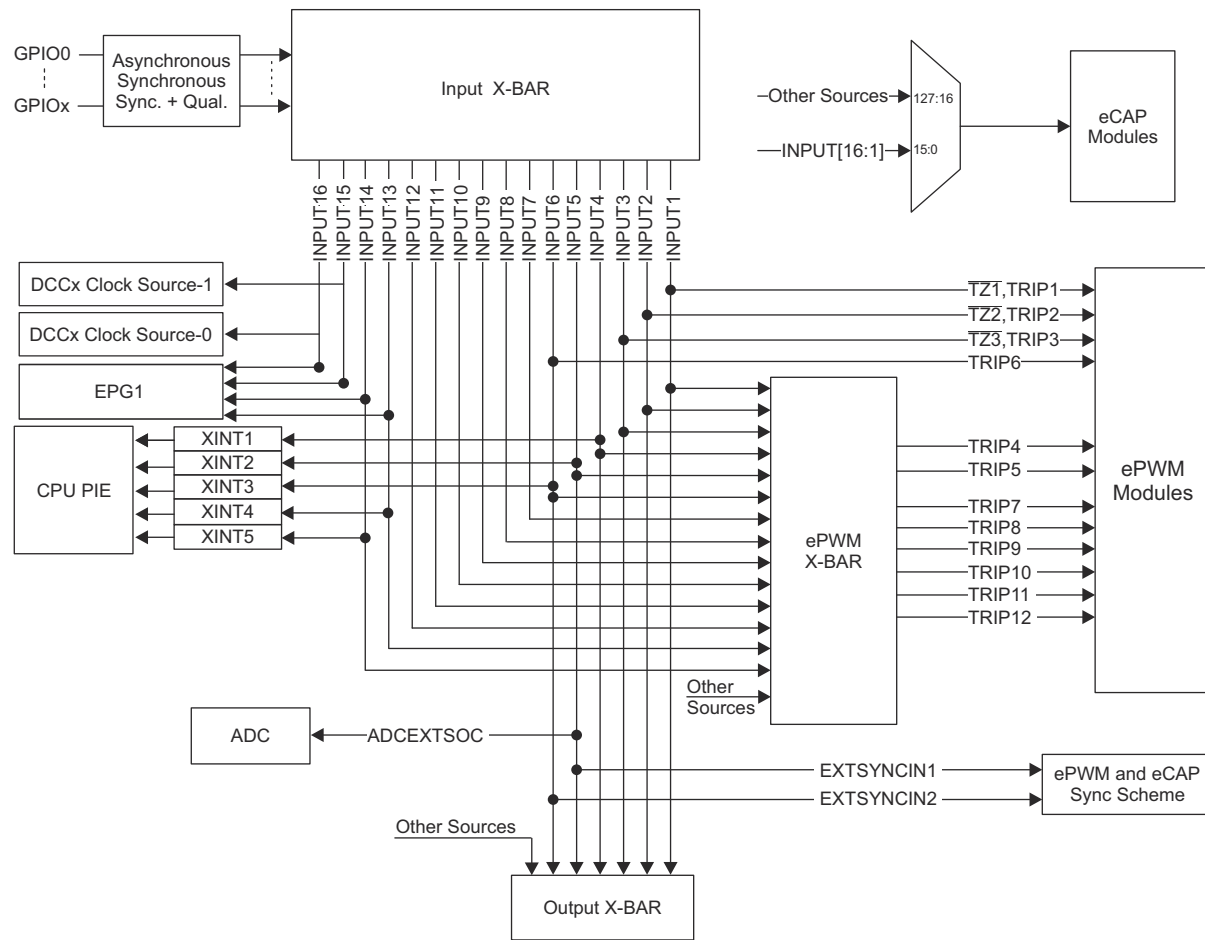 GPIO0
GPIOx
Asynchronous
Synchronous
Sync. + Qual.
Input X-BAR
Other Sources
INPUT[16:1]
127:16
15:0
eCAP
Modules
INPUT16
INPUT15
INPUT14
INPUT13
INPUT12
INPUT11
INPUT10
INPUT9
INPUT8
INPUT7
INPUT6
INPUT5
INPUT4
INPUT3
INPUT2
INPUT1
DCCx Clock Source-1
DCCx Clock Source-0
EPG1
CPU PIE
XINT1
XINT2
XINT3
XINT4
XINT5
TZ1,TRIP1
TZ2,TRIP2
TZ3,TRIP3
TRIP6
ePWM
X-BAR
Other
Sources
TRIP4
TRIP5
TRIP7
TRIP8
TRIP9
TRIP10
TRIP11
TRIP12
ePWM
Modules
ADC
ADCEXTSOC
EXTSYNCIN1
EXTSYNCIN2
ePWM and eCAP
Sync Scheme
Other Sources
Output X-BAR